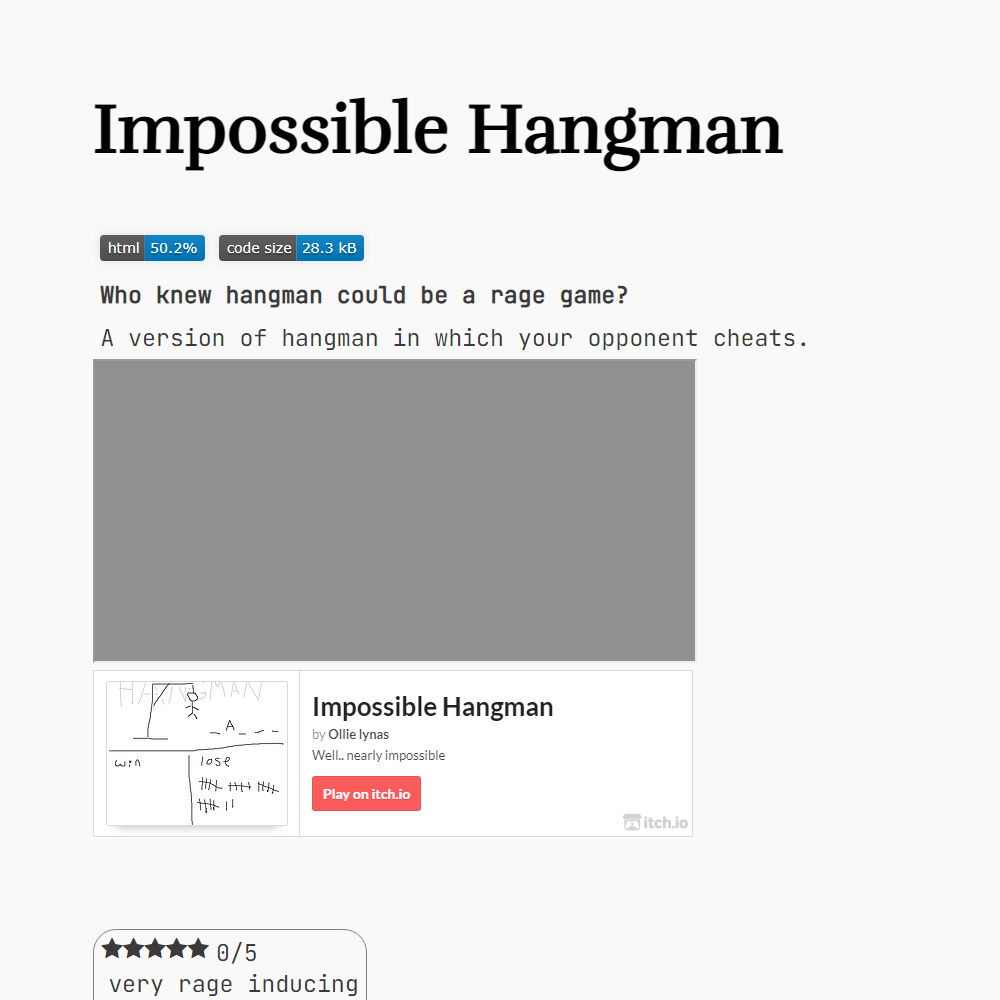 Impossible Hangman
html 50.2% code size 28.3 kB
Who knew hangman could be a rage game?
A version of hangman in which your opponent cheats.
HANGMAN
_ A _ _ _
win
lose
Impossible Hangman
by Ollie lynas
Well.. nearly impossible
Play on itch.io
itch.io
★★★★★ 0/5
very rage inducing